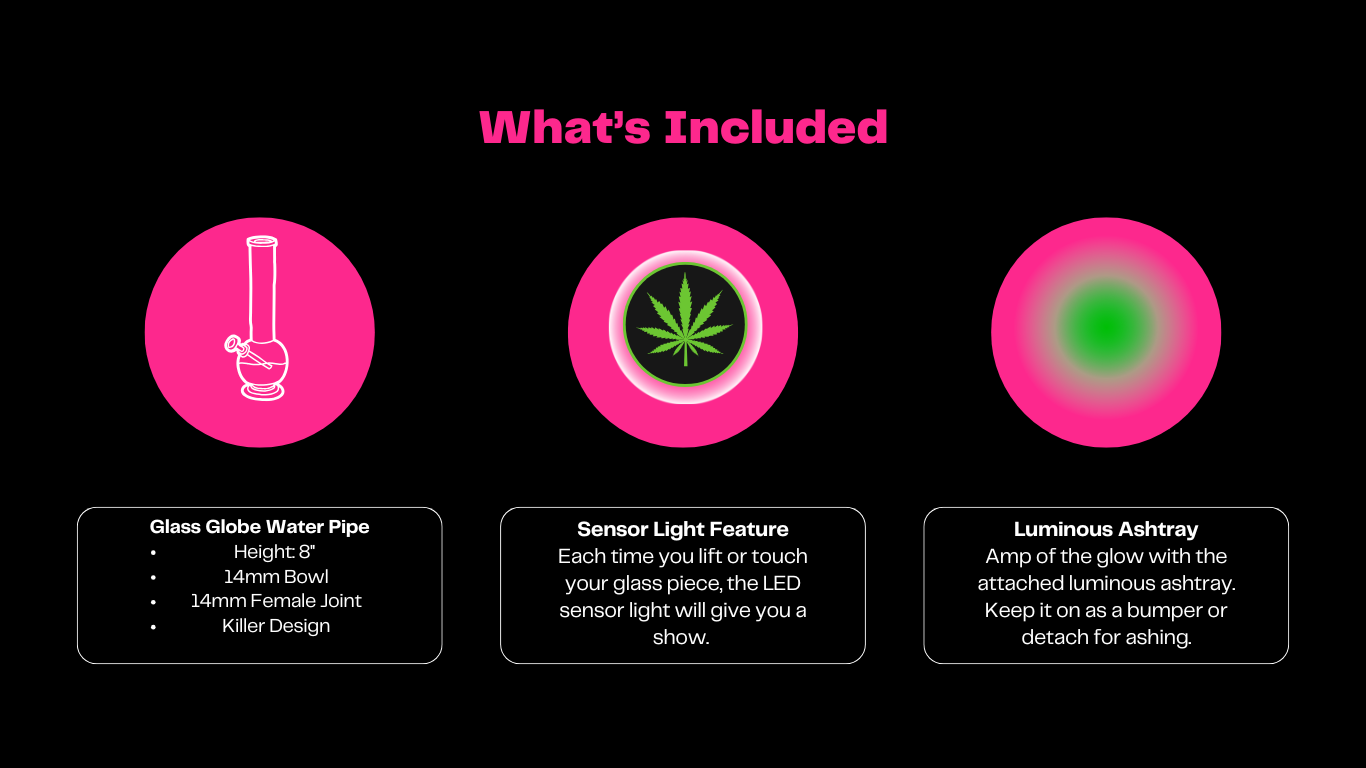 What's Included
Glass Globe Water Pipe
• Height: 8"
• 14mm Bowl
• 14mm Female Joint
• Killer Design
Sensor Light Feature
Each time you lift or touch
your glass piece, the LED
sensor light will give you a
show.
Luminous Ashtray
Amp of the glow with the
attached luminous ashtray.
Keep it on as a bumper or
detach for ashing.